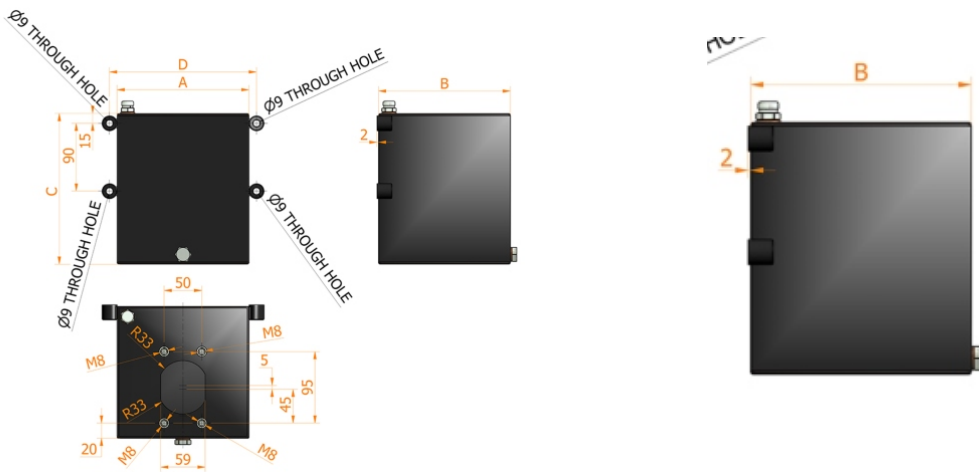 Ø9 THROUGH HOLE
D
A
Ø9 THROUGH HOLE
15
90
C
Ø9 THROUGH HOLE
Ø9 THROUGH HOLE
B
2
50
R33
M8
M8
5
95
45
R33
20
M8
59
M8
B
2